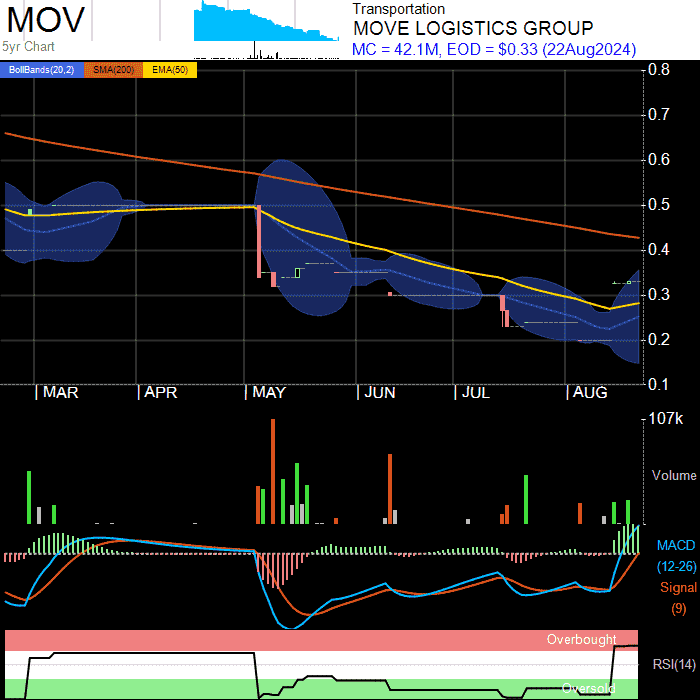 MOV
5yr Chart
Transportation
MOVE LOGISTICS GROUP
MC = 42.1M, EOD = $0.33 (22Aug2024)
BollBands(20,2) SMA(200) EMA(50)
0.8
0.7
0.6
0.5
0.4
0.3
0.2
0.1
MAR APR MAY JUN JUL AUG
107k
Volume
MACD
(12-26)
Signal
(9)
Overbought
RSI(14)
Oversold